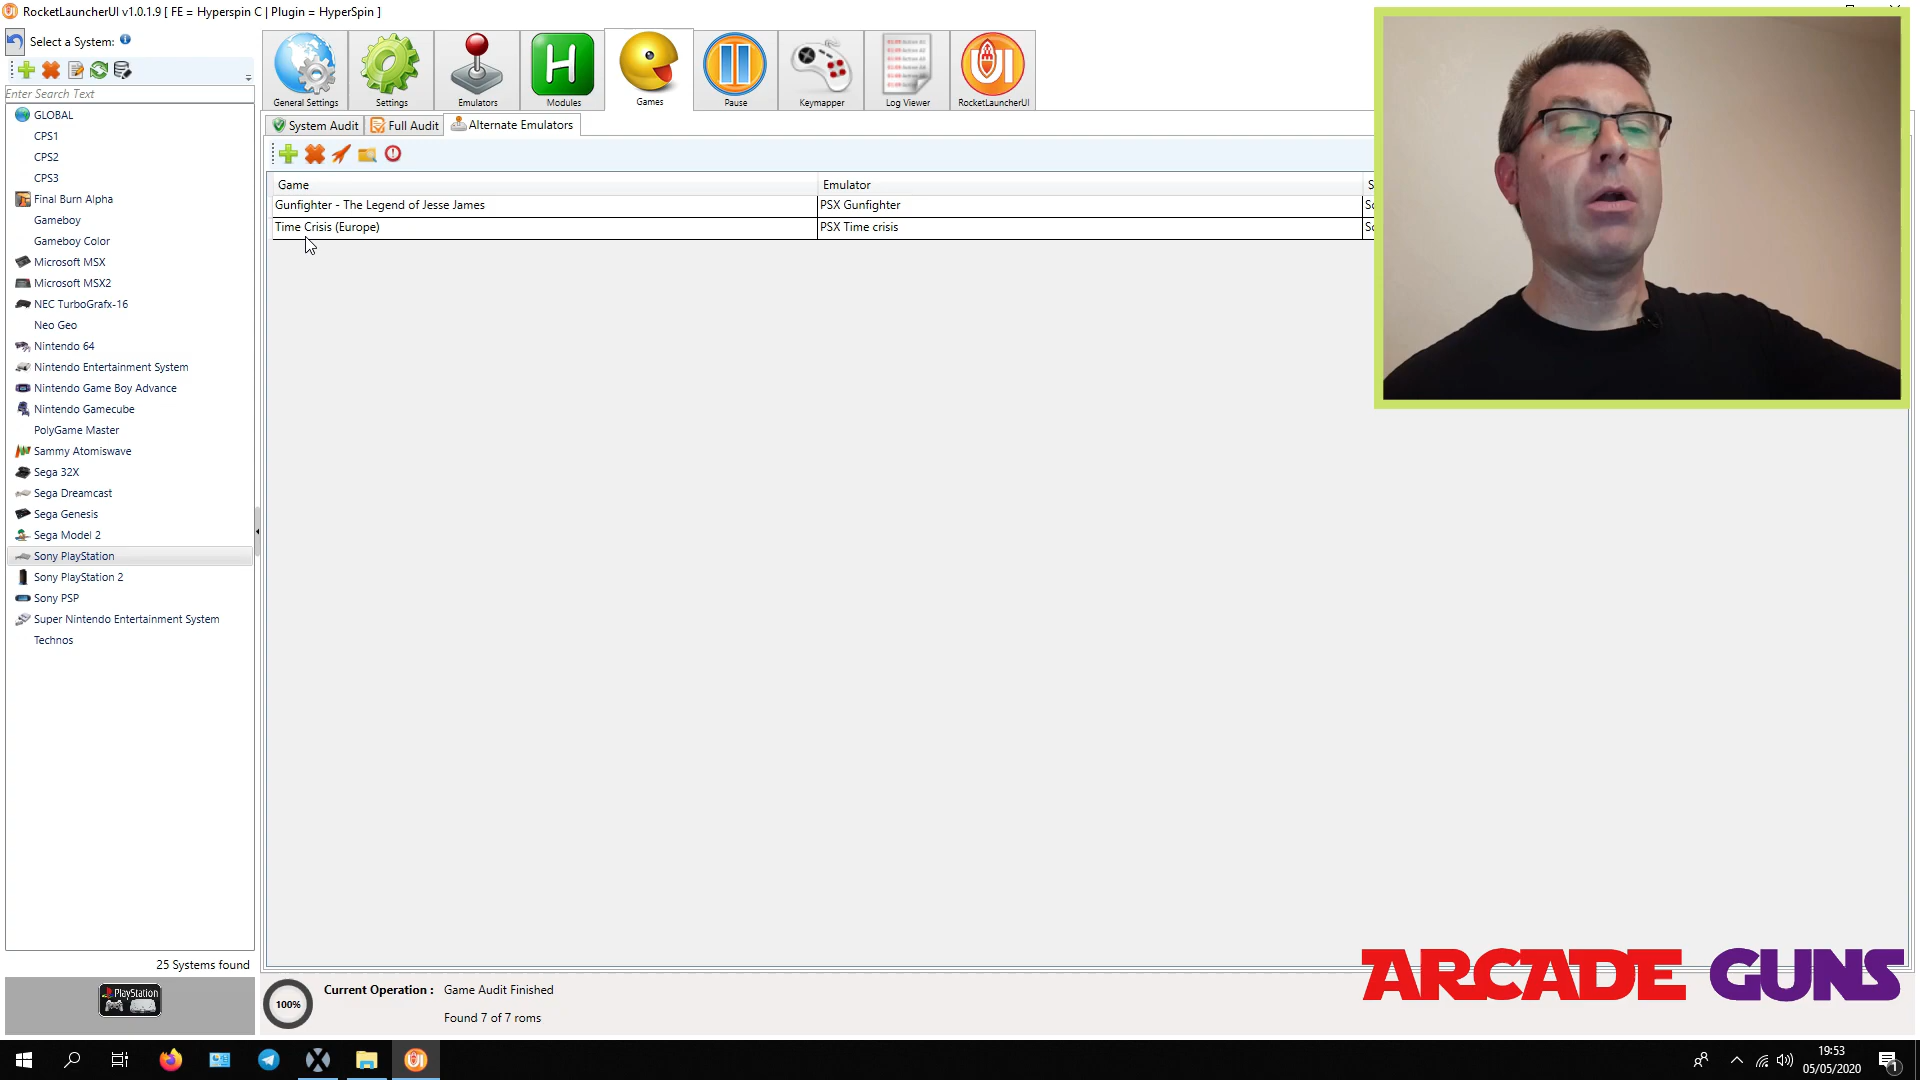 RocketLauncherUI v1.0.1.9 [ FE = Hyperspin C | Plugin = HyperSpin ]
Select a System:
Enter Search Text
GLOBAL
CPS1
CPS2
CPS3
Final Burn Alpha
Gameboy
Gameboy Color
Microsoft MSX
Microsoft MSX2
NEC TurboGrafx-16
Neo Geo
Nintendo 64
Nintendo Entertainment System
Nintendo Game Boy Advance
Nintendo Gamecube
PolyGame Master
Sammy Atomiswave
Sega 32X
Sega Dreamcast
Sega Genesis
Sega Model 2
Sony PlayStation
Sony PlayStation 2
Sony PSP
Super Nintendo Entertainment System
Technos
25 Systems found
PlayStation
General Settings
Settings
H
Emulators
Modules
Games
Pause
Keymapper
Log Viewer
UI
RocketLauncherUI
System Audit
Full Audit
Alternate Emulators
Game Emulator S
Gunfighter - The Legend of Jesse James PSX Gunfighter So
Time Crisis (Europe) PSX Time crisis So
100%
Current Operation : Game Audit Finished
Found 7 of 7 roms
ARCADE GUNS
19:53
05/05/2020
1